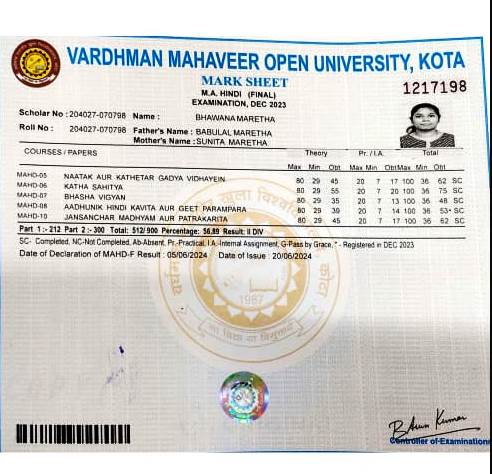 VARDHMAN MAHAVEER OPEN UNIVERSITY, KOTA
MARK SHEET
1217198
M.A. HINDI (FINAL)
EXAMINATION, DEC 2023
Scholar No : 204027-070798 Name : BHAWANA MARETHA
Roll No : 204027-070798 Father's Name : BABULAL MARETHA
Mother's Name : SUNITA MARETHA
COURSES / PAPERS Theory Pr. / I.A. Total
Max Min Obt Max Min Obt Max Min Obt
MAHD-05 NAATAK AUR KATHETAR GADYA VIDHAYEIN 80 29 45 20 7 17 100 36 62 SC
MAHD-06 KATHA SAHITYA 80 29 55 20 7 20 100 36 75 SC
MAHD-07 BHASHA VIGYAN 80 29 35 20 7 13 100 36 48 SC
MAHD-08 AADHUNIK HINDI KAVITA AUR GEET PARAMPARA 80 29 39 20 7 14 100 36 53* SC
MAHD-10 JANSANCHAR MADHYAM AUR PATRAKARITA 80 29 45 20 7 17 100 36 62 SC
Part 1 :- 212 Part 2 :- 300 Total: 512/900 Percentage: 56.89 Result: II DIV
SC- Completed, NC-Not Completed, Ab-Absent, Pr.-Practical, I.A.-Internal Assignment, G-Pass by Grace, * - Registered in DEC 2023
Date of Declaration of MAHD-F Result : 05/06/2024 Date of Issue : 20/06/2024
1987
Controller of Examinations